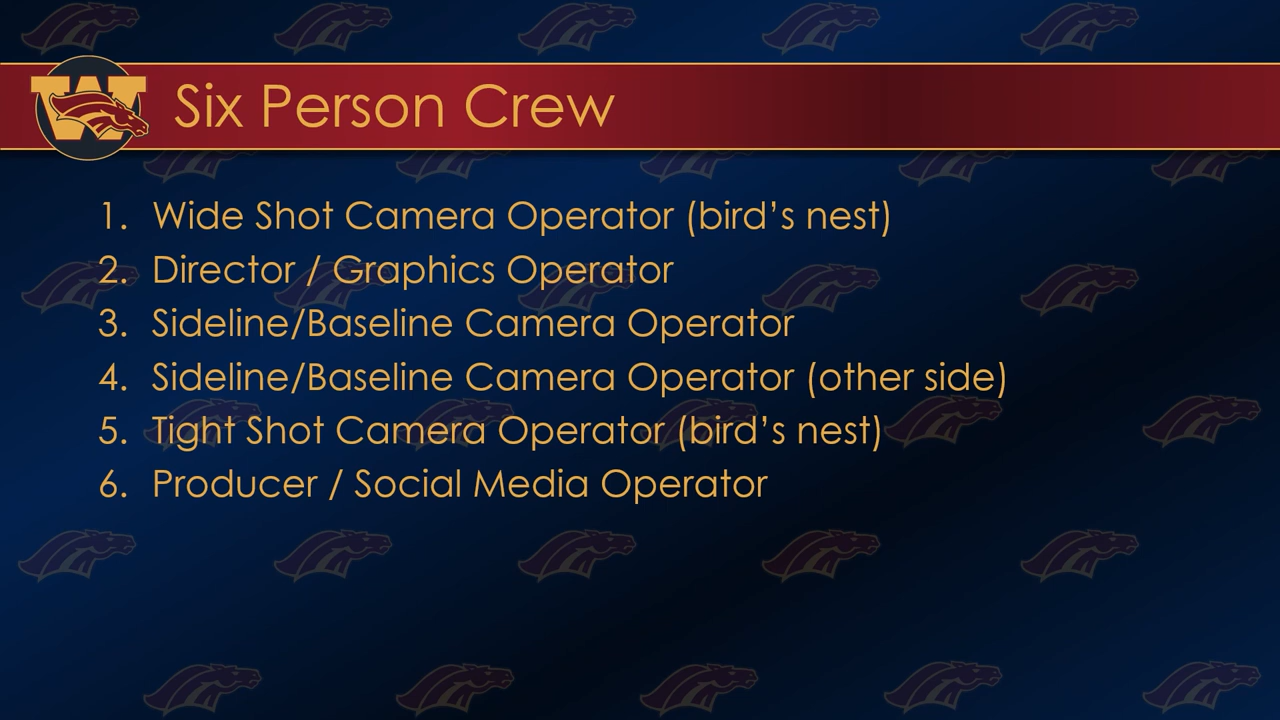 W
Six Person Crew
1. Wide Shot Camera Operator (bird’s nest)
2. Director / Graphics Operator
3. Sideline/Baseline Camera Operator
4. Sideline/Baseline Camera Operator (other side)
5. Tight Shot Camera Operator (bird’s nest)
6. Producer / Social Media Operator